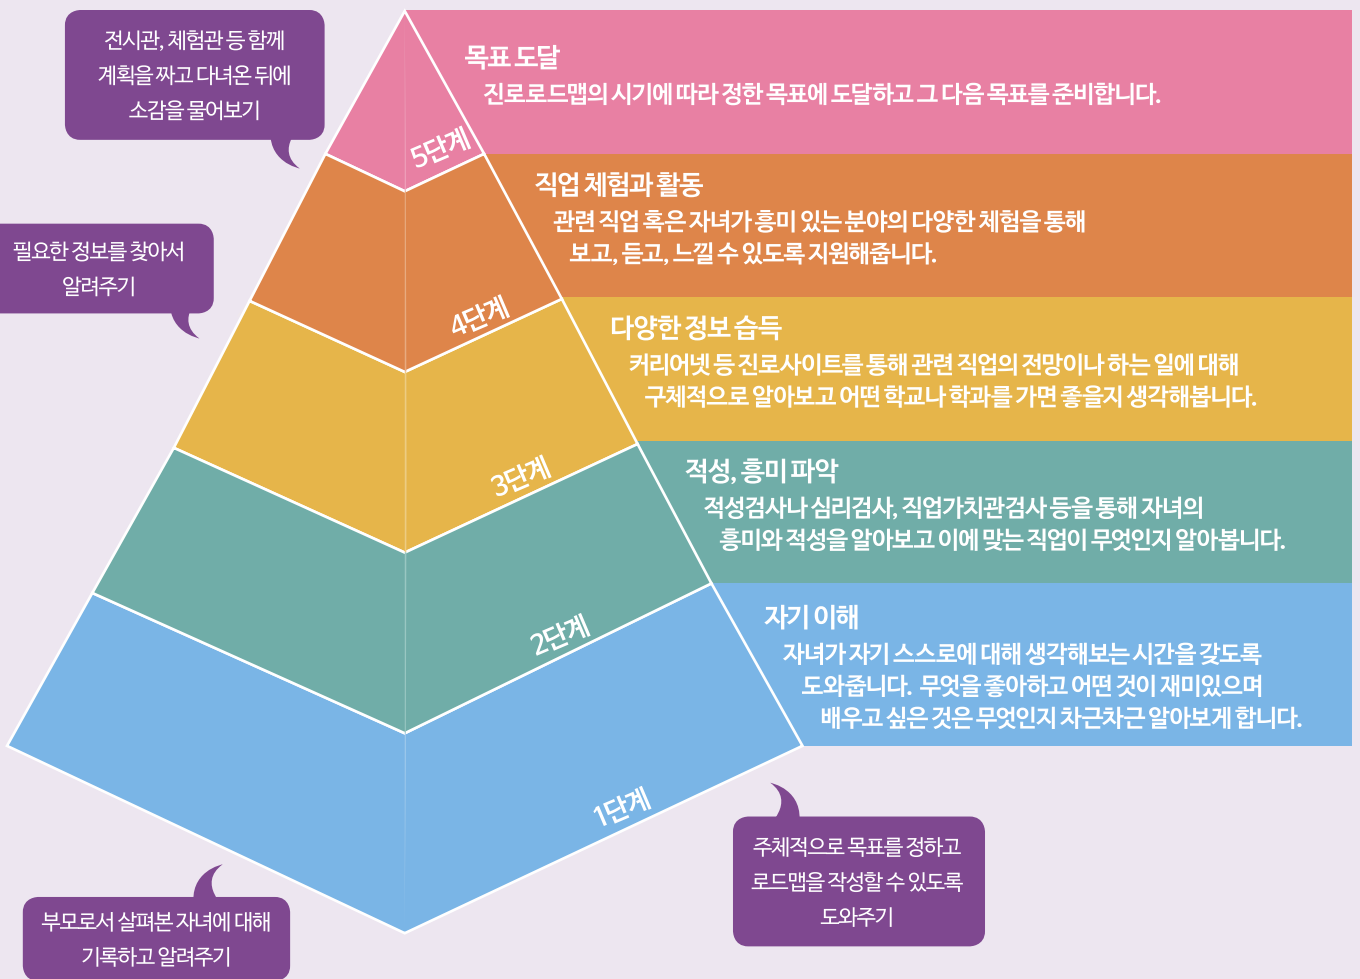 전시관, 체험관 등 함께
계획을 짜고 다녀온 뒤에
소감을 물어보기
목표 도달
진로로드맵의 시기에 따라 정한 목표에 도달하고 그 다음 목표를 준비합니다.
5단계
직업 체험과 활동
관련 직업 혹은 자녀가 흥미 있는 분야의 다양한 체험을 통해
보고, 듣고, 느낄 수 있도록 지원해줍니다.
필요한 정보를 찾아서
알려주기
4단계
다양한 정보 습득
커리어넷 등 진로사이트를 통해 관련 직업의 전망이나 하는 일에 대해
구체적으로 알아보고 어떤 학교나 학과를 가면 좋을지 생각해봅니다.
3단계
적성, 흥미 파악
적성검사나 심리검사, 직업가치관검사 등을 통해 자녀의
흥미와 적성을 알아보고 이에 맞는 직업이 무엇인지 알아봅니다.
2단계
자기 이해
자녀가 자기 스스로에 대해 생각해보는 시간을 갖도록
도와줍니다. 무엇을 좋아하고 어떤 것이 재미있으며
배우고 싶은 것은 무엇인지 차근차근 알아보게 합니다.
1단계
주체적으로 목표를 정하고
로드맵을 작성할 수 있도록
도와주기
부모로서 살펴본 자녀에 대해
기록하고 알려주기